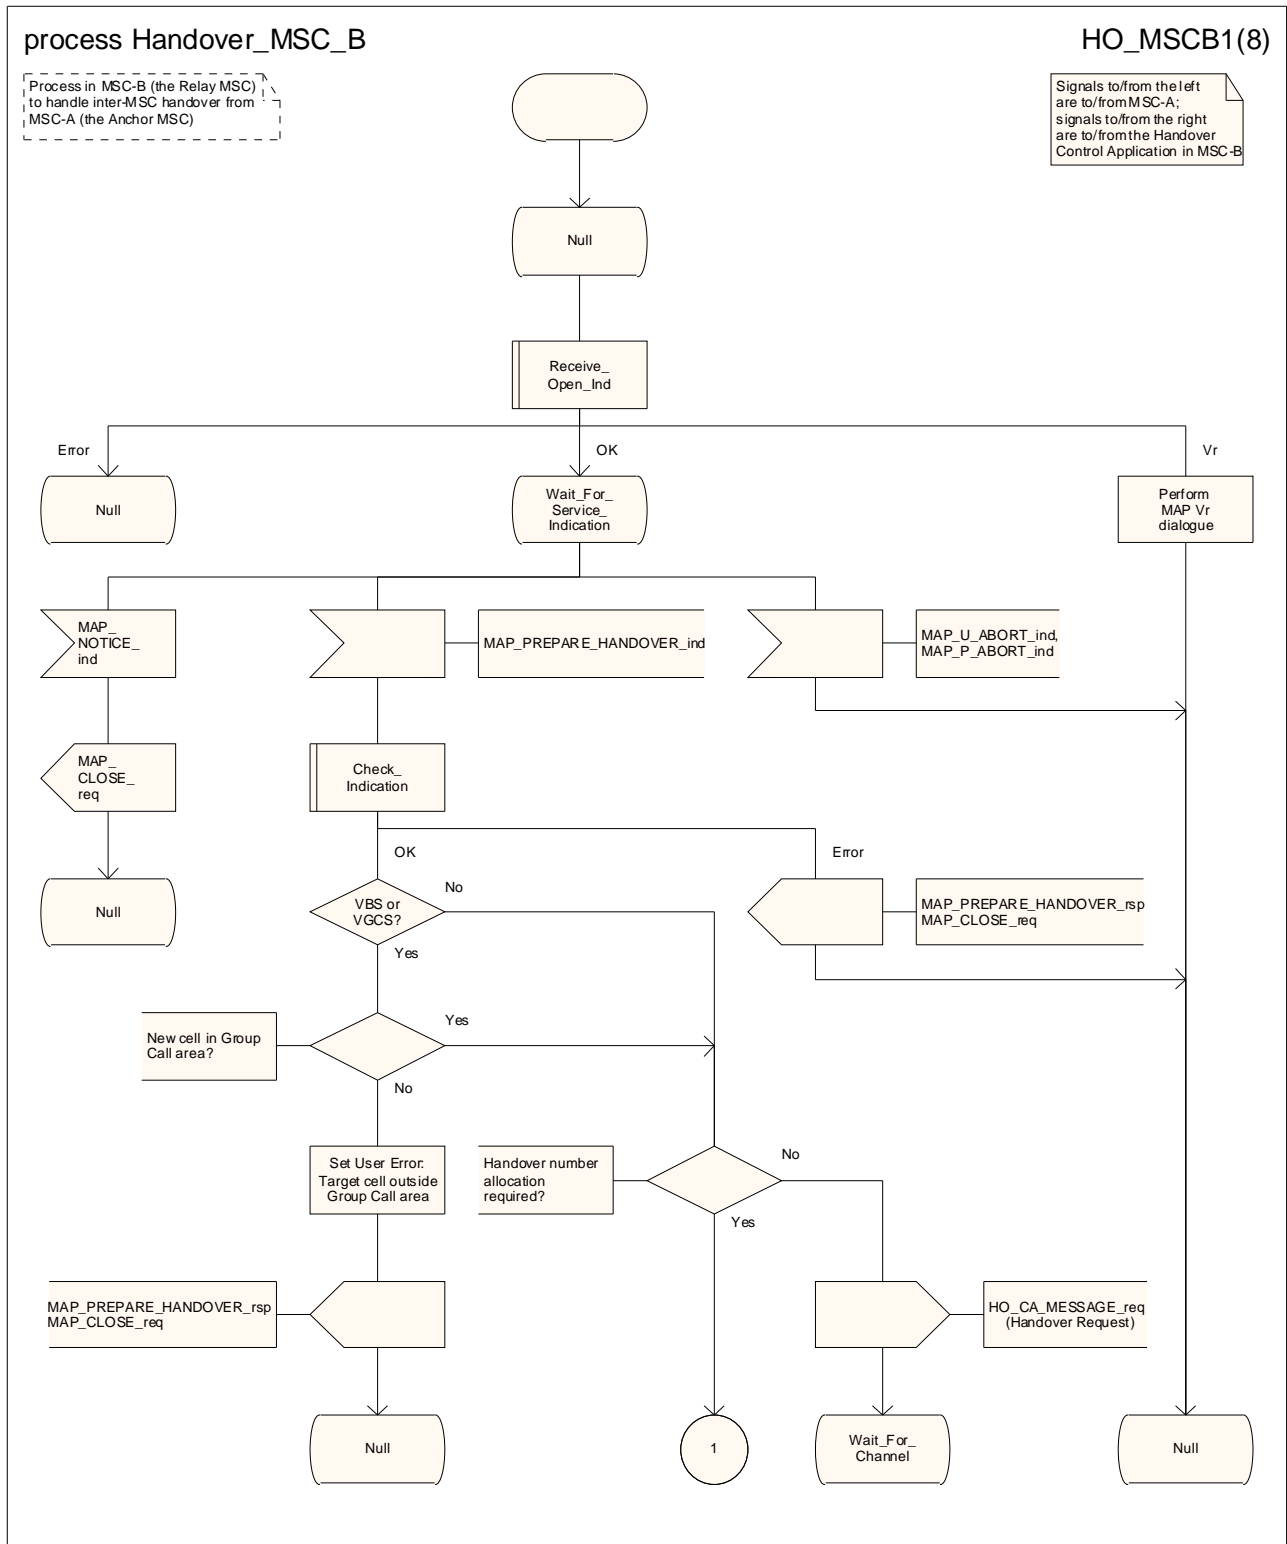 process Handover_MSC_B
HO_MSCB1(8)
Process in MSC-B (the Relay MSC)
to handle inter-MSC handover from
MSC-A (the Anchor MSC)
Signals to/from the left
are to/from MSC-A;
signals to/from the right
are to/from the Handover
Control Application in MSC-B
Null
Receive_
Open_Ind
Error
OK
Vr
Null
Wait_For_
Service_
Indication
Perform
MAP Vr
dialogue
MAP_
NOTICE_
ind
MAP_PREPARE_HANDOVER_ind
MAP_U_ABORT_ind,
MAP_P_ABORT_ind
MAP_
CLOSE_
req
Check_
Indication
OK
Error
Null
VBS or
VGCS?
No
Yes
MAP_PREPARE_HANDOVER_rsp
MAP_CLOSE_req
New cell in Group
Call area?
Yes
No
Set User Error:
Target cell outside
Group Call area
Handover number
allocation
required?
No
Yes
MAP_PREPARE_HANDOVER_rsp
MAP_CLOSE_req
HO_CA_MESSAGE_req
(Handover Request)
Null
1
Wait_For_
Channel
Null